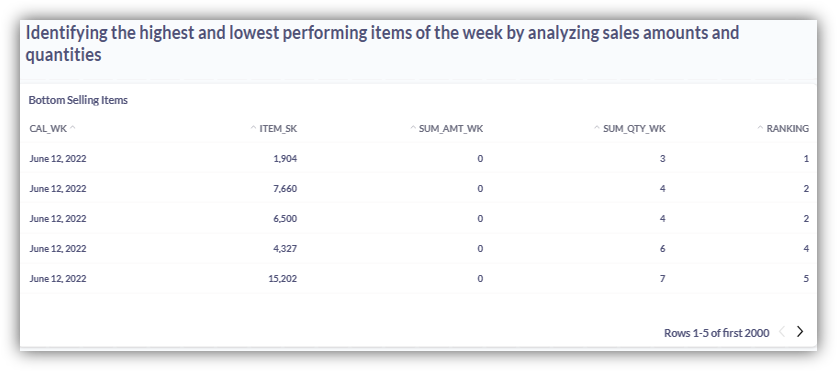 Identifying the highest and lowest performing items of the week by analyzing sales amounts and
quantities
Bottom Selling Items
CAL_WK ITEM_SK SUM_AMT_WK SUM_QTY_WK RANKING
June 12, 2022 1,904 0 3 1
June 12, 2022 7,660 0 4 2
June 12, 2022 6,500 0 4 2
June 12, 2022 4,327 0 6 4
June 12, 2022 15,202 0 7 5
Rows 1-5 of first 2000